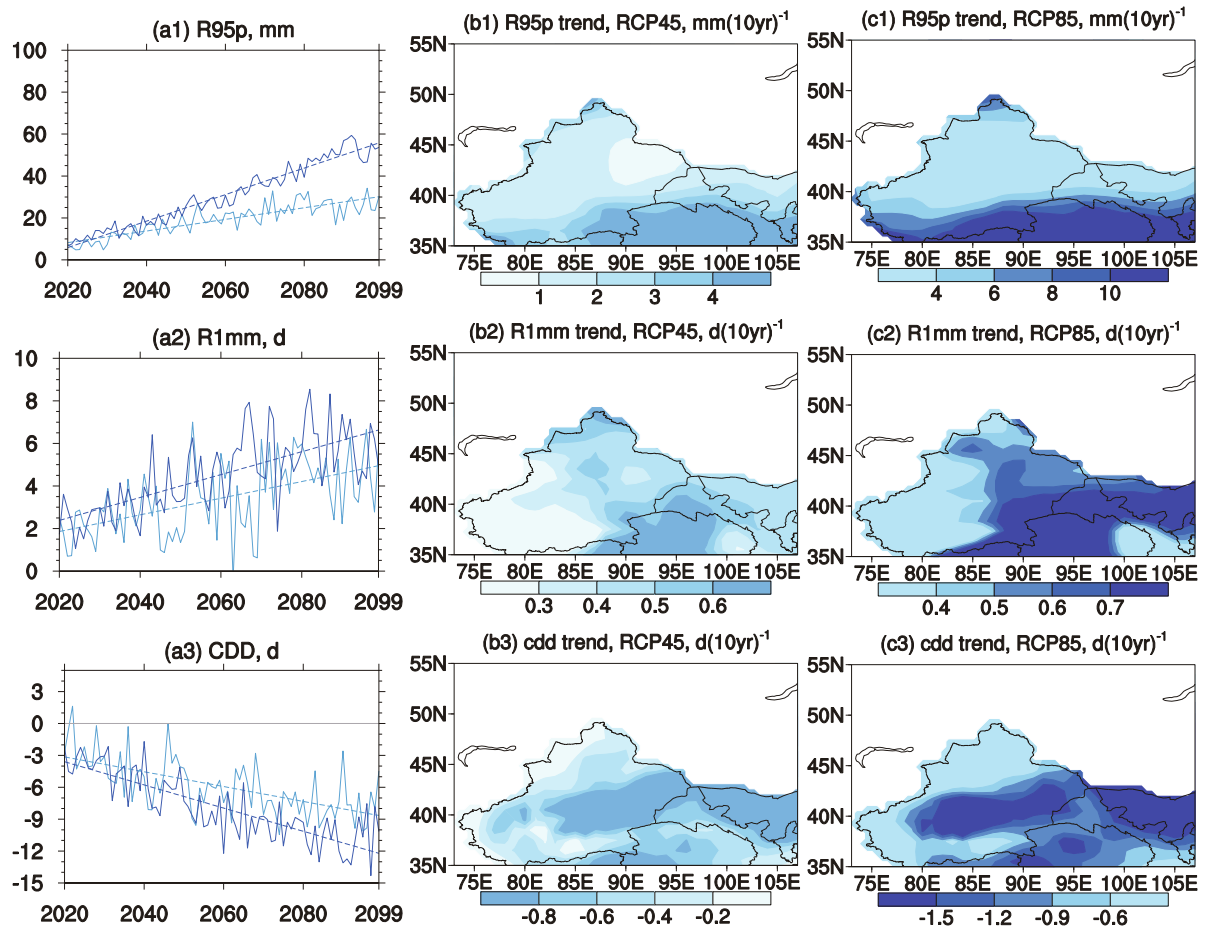 (a1) R95p, mm
100
80
60
40
20
0
2020 2040 2060 2080 2099
(b1) R95p trend, RCP45, mm(10yr)⁻¹
55N
50N
45N
40N
35N
75E 80E 85E 90E 95E 100E 105E
1 2 3 4
(c1) R95p trend, RCP85, mm(10yr)⁻¹
55N
50N
45N
40N
35N
75E 80E 85E 90E 95E 100E 105E
4 6 8 10
(a2) R1mm, d
10
8
6
4
2
0
2020 2040 2060 2080 2099
(b2) R1mm trend, RCP45, d(10yr)⁻¹
55N
50N
45N
40N
35N
75E 80E 85E 90E 95E 100E 105E
0.3 0.4 0.5 0.6
(c2) R1mm trend, RCP85, d(10yr)⁻¹
55N
50N
45N
40N
35N
75E 80E 85E 90E 95E 100E 105E
0.4 0.5 0.6 0.7
(a3) CDD, d
3
0
-3
-6
-9
-12
-15
2020 2040 2060 2080 2099
(b3) cdd trend, RCP45, d(10yr)⁻¹
55N
50N
45N
40N
35N
75E 80E 85E 90E 95E 100E 105E
-0.8 -0.6 -0.4 -0.2
(c3) cdd trend, RCP85, d(10yr)⁻¹
55N
50N
45N
40N
35N
75E 80E 85E 90E 95E 100E 105E
-1.5 -1.2 -0.9 -0.6